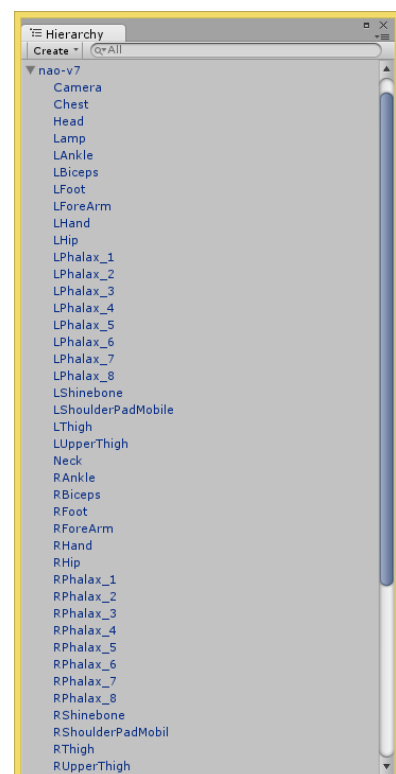 Hierarchy
Create All
nao-v7
Camera
Chest
Head
Lamp
LAnkle
LBiceps
LFoot
LForeArm
LHand
LHip
LPhalax_1
LPhalax_2
LPhalax_3
LPhalax_4
LPhalax_5
LPhalax_6
LPhalax_7
LPhalax_8
LShinebone
LShoulderPadMobile
LThigh
LUpperThigh
Neck
RAnkle
RBiceps
RFoot
RForeArm
RHand
RHip
RPhalax_1
RPhalax_2
RPhalax_3
RPhalax_4
RPhalax_5
RPhalax_6
RPhalax_7
RPhalax_8
RShinebone
RShoulderPadMobil
RThigh
RUpperThigh